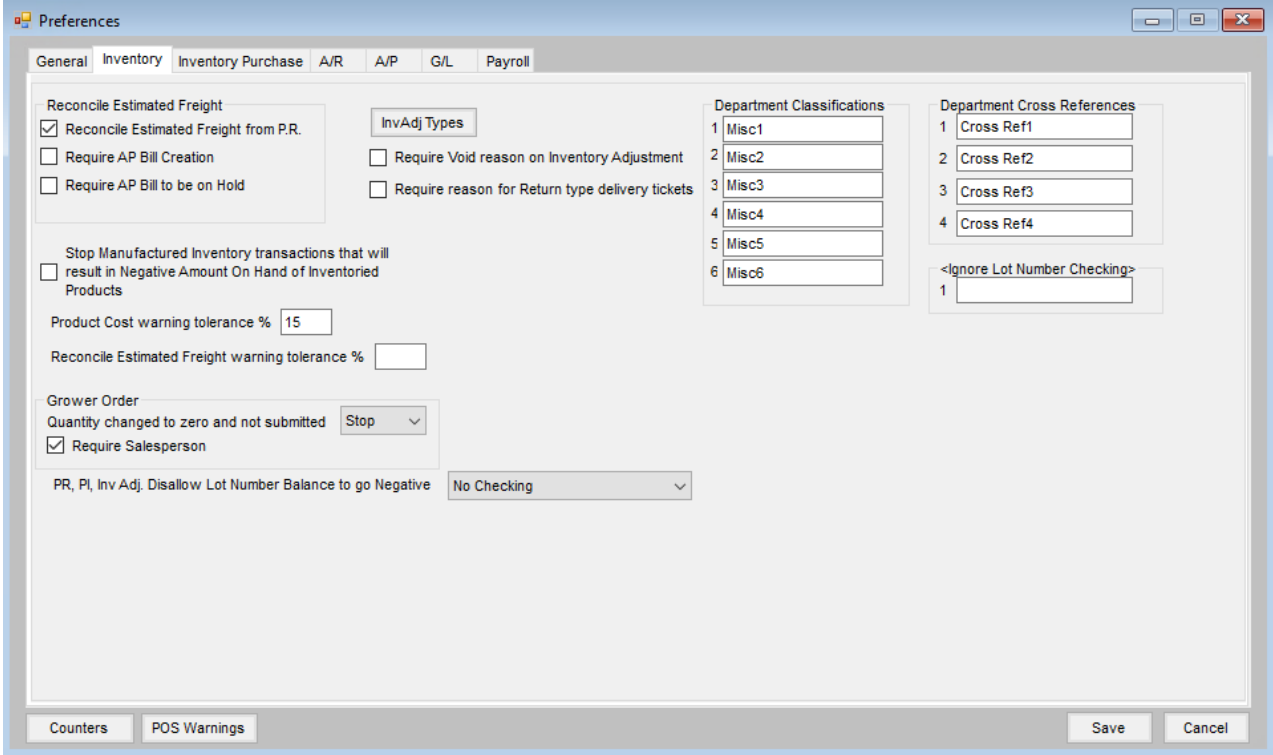 Preferences
General Inventory Inventory Purchase A/R A/P G/L Payroll
Reconcile Estimated Freight
Reconcile Estimated Freight from P.R.
Require AP Bill Creation
Require AP Bill to be on Hold
InvAdj Types
Require Void reason on Inventory Adjustment
Require reason for Return type delivery tickets
Department Classifications
1 Misc1
2 Misc2
3 Misc3
4 Misc4
5 Misc5
6 Misc6
Department Cross References
1 Cross Ref1
2 Cross Ref2
3 Cross Ref3
4 Cross Ref4
<Ignore Lot Number Checking>
1
Stop Manufactured Inventory transactions that will
result in Negative Amount On Hand of Inventoried
Products
Product Cost warning tolerance % 15
Reconcile Estimated Freight warning tolerance %
Grower Order
Quantity changed to zero and not submitted Stop
Require Salesperson
PR, PI, Inv Adj. Disallow Lot Number Balance to go Negative No Checking
Counters POS Warnings Save Cancel